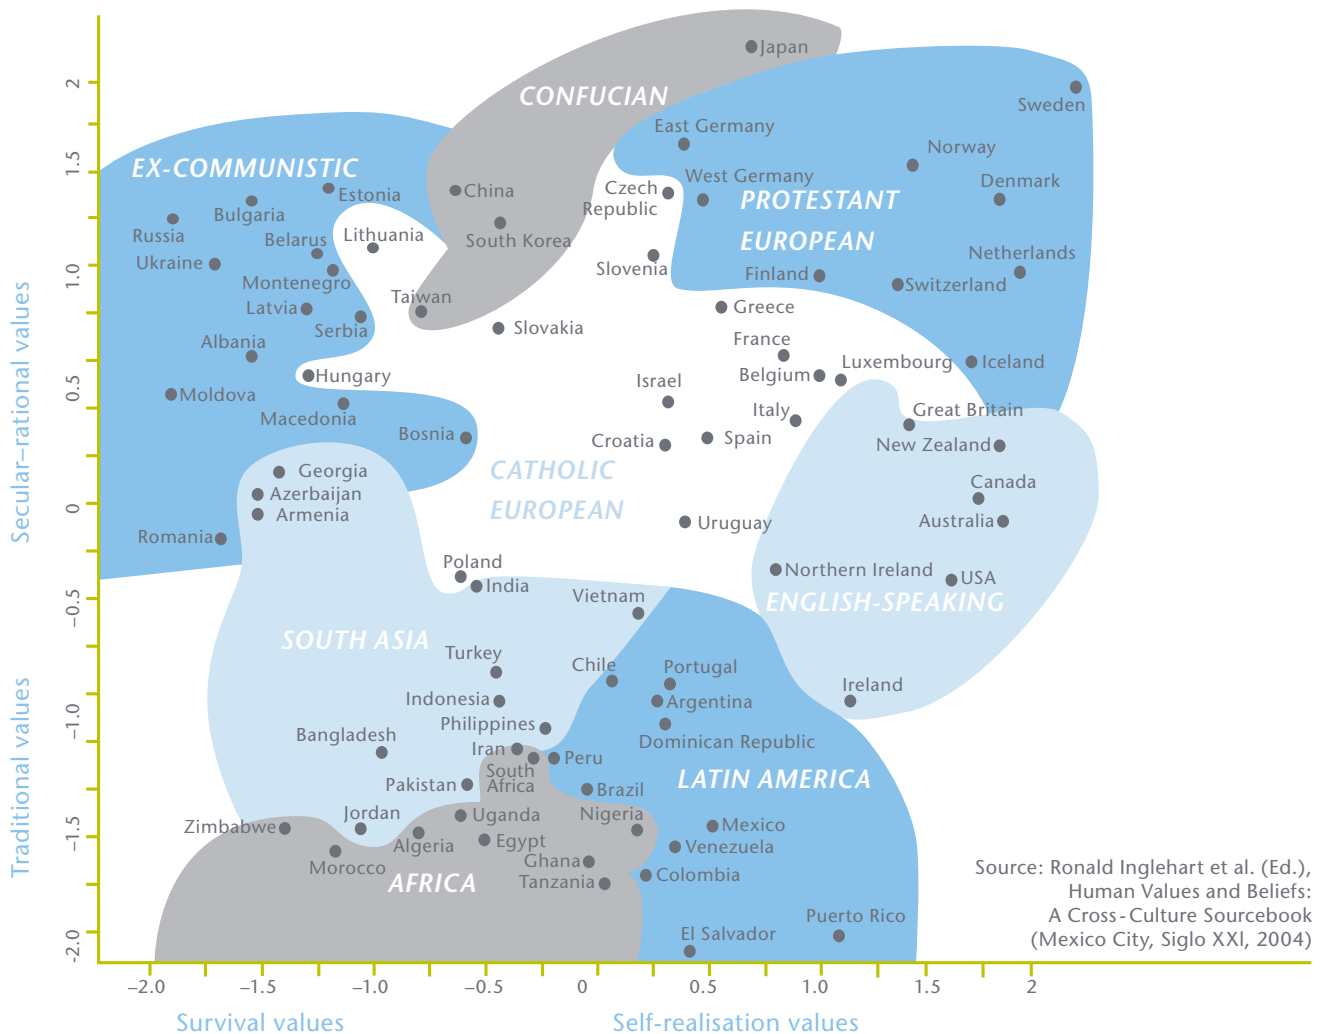 Japan
2
CONFUCIAN
Sweden
East Germany
Norway
1.5
EX-COMMUNISTIC
West Germany
Denmark
Czech
Republic
China
Estonia
PROTESTANT
EUROPEAN
Bulgaria
Russia
Belarus
Lithuania
South Korea
Netherlands
Ukraine
1.0
Slovenia
Finland
Switzerland
Montenegro
Taiwan
Latvia
Greece
Serbia
Slovakia
Albania
France
Luxembourg
Iceland
Hungary
Belgium
Israel
0.5
Moldova
Macedonia
Italy
Great Britain
Bosnia
Croatia
Spain
New Zealand
CATHOLIC
EUROPEAN
Georgia
Azerbaijan
Armenia
Canada
0
Australia
Uruguay
Romania
Poland
India
Northern Ireland
USA
Vietnam
–0.5
ENGLISH-SPEAKING
SOUTH ASIA
Turkey
Chile
Portugal
Ireland
Indonesia
Argentina
Philippines
-1.0
Bangladesh
Dominican Republic
Iran
South
Africa
Peru
LATIN AMERICA
Pakistan
Brazil
Jordan
Uganda
Nigeria
Zimbabwe
Mexico
–1.5
Algeria
Egypt
Venezuela
Morocco
Ghana
Tanzania
Colombia
AFRICA
Puerto Rico
El Salvador
-2.0
Secular–rational values
Traditional values
Source: Ronald Inglehart et al. (Ed.),
Human Values and Beliefs:
A Cross-Culture Sourcebook
(Mexico City, Siglo XXI, 2004)
–2.0 –1.5 –1.0 –0.5 0 0.5 1.0 1.5 2
Survival values
Self-realisation values